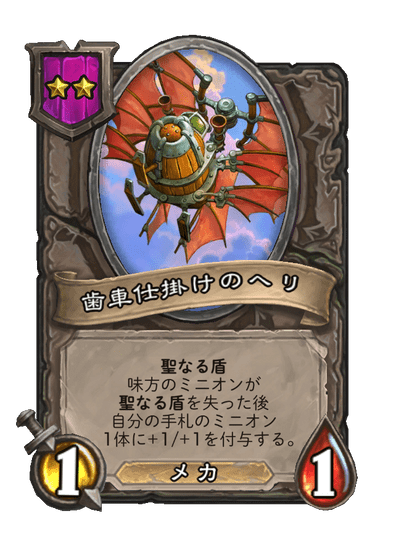 歯車仕掛けのヘリ
聖なる盾
味方のミニオンが
聖なる盾を失った後
自分の手札のミニオン
1体に+1/+1を付与する。
メカ
1
1